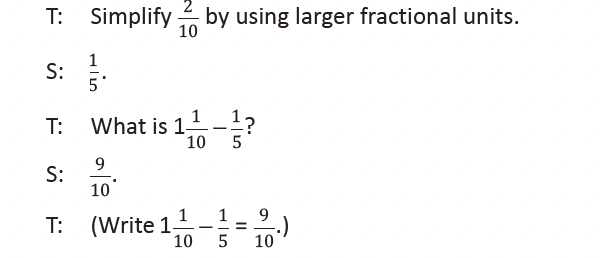 T: Simplify 2/10 by using larger fractional units.
S: 1/5.
T: What is 1 1/10 – 1/5?
S: 9/10.
T: (Write 1 1/10 – 1/5 = 9/10.)